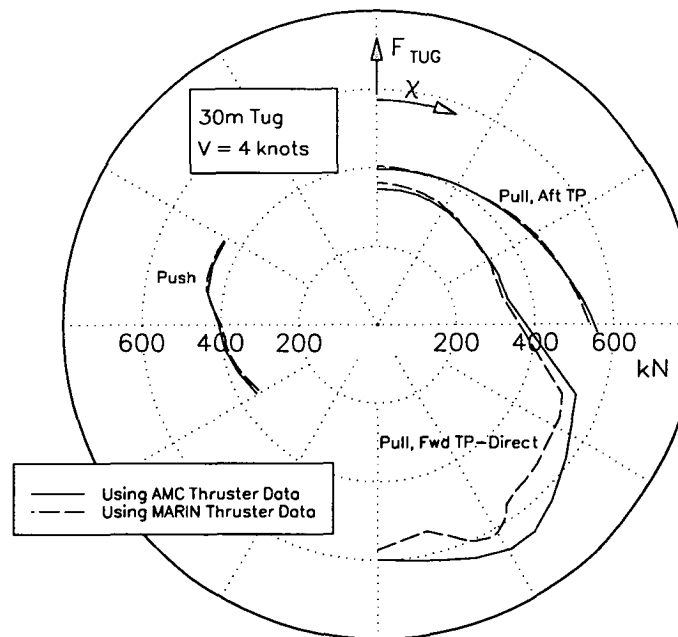 F TUG
χ
30m Tug
V = 4 knots
Pull, Aft TP
Push
600 400 200 200 400 600
kN
Pull, Fwd TP-Direct
Using AMC Thruster Data
Using MARIN Thruster Data